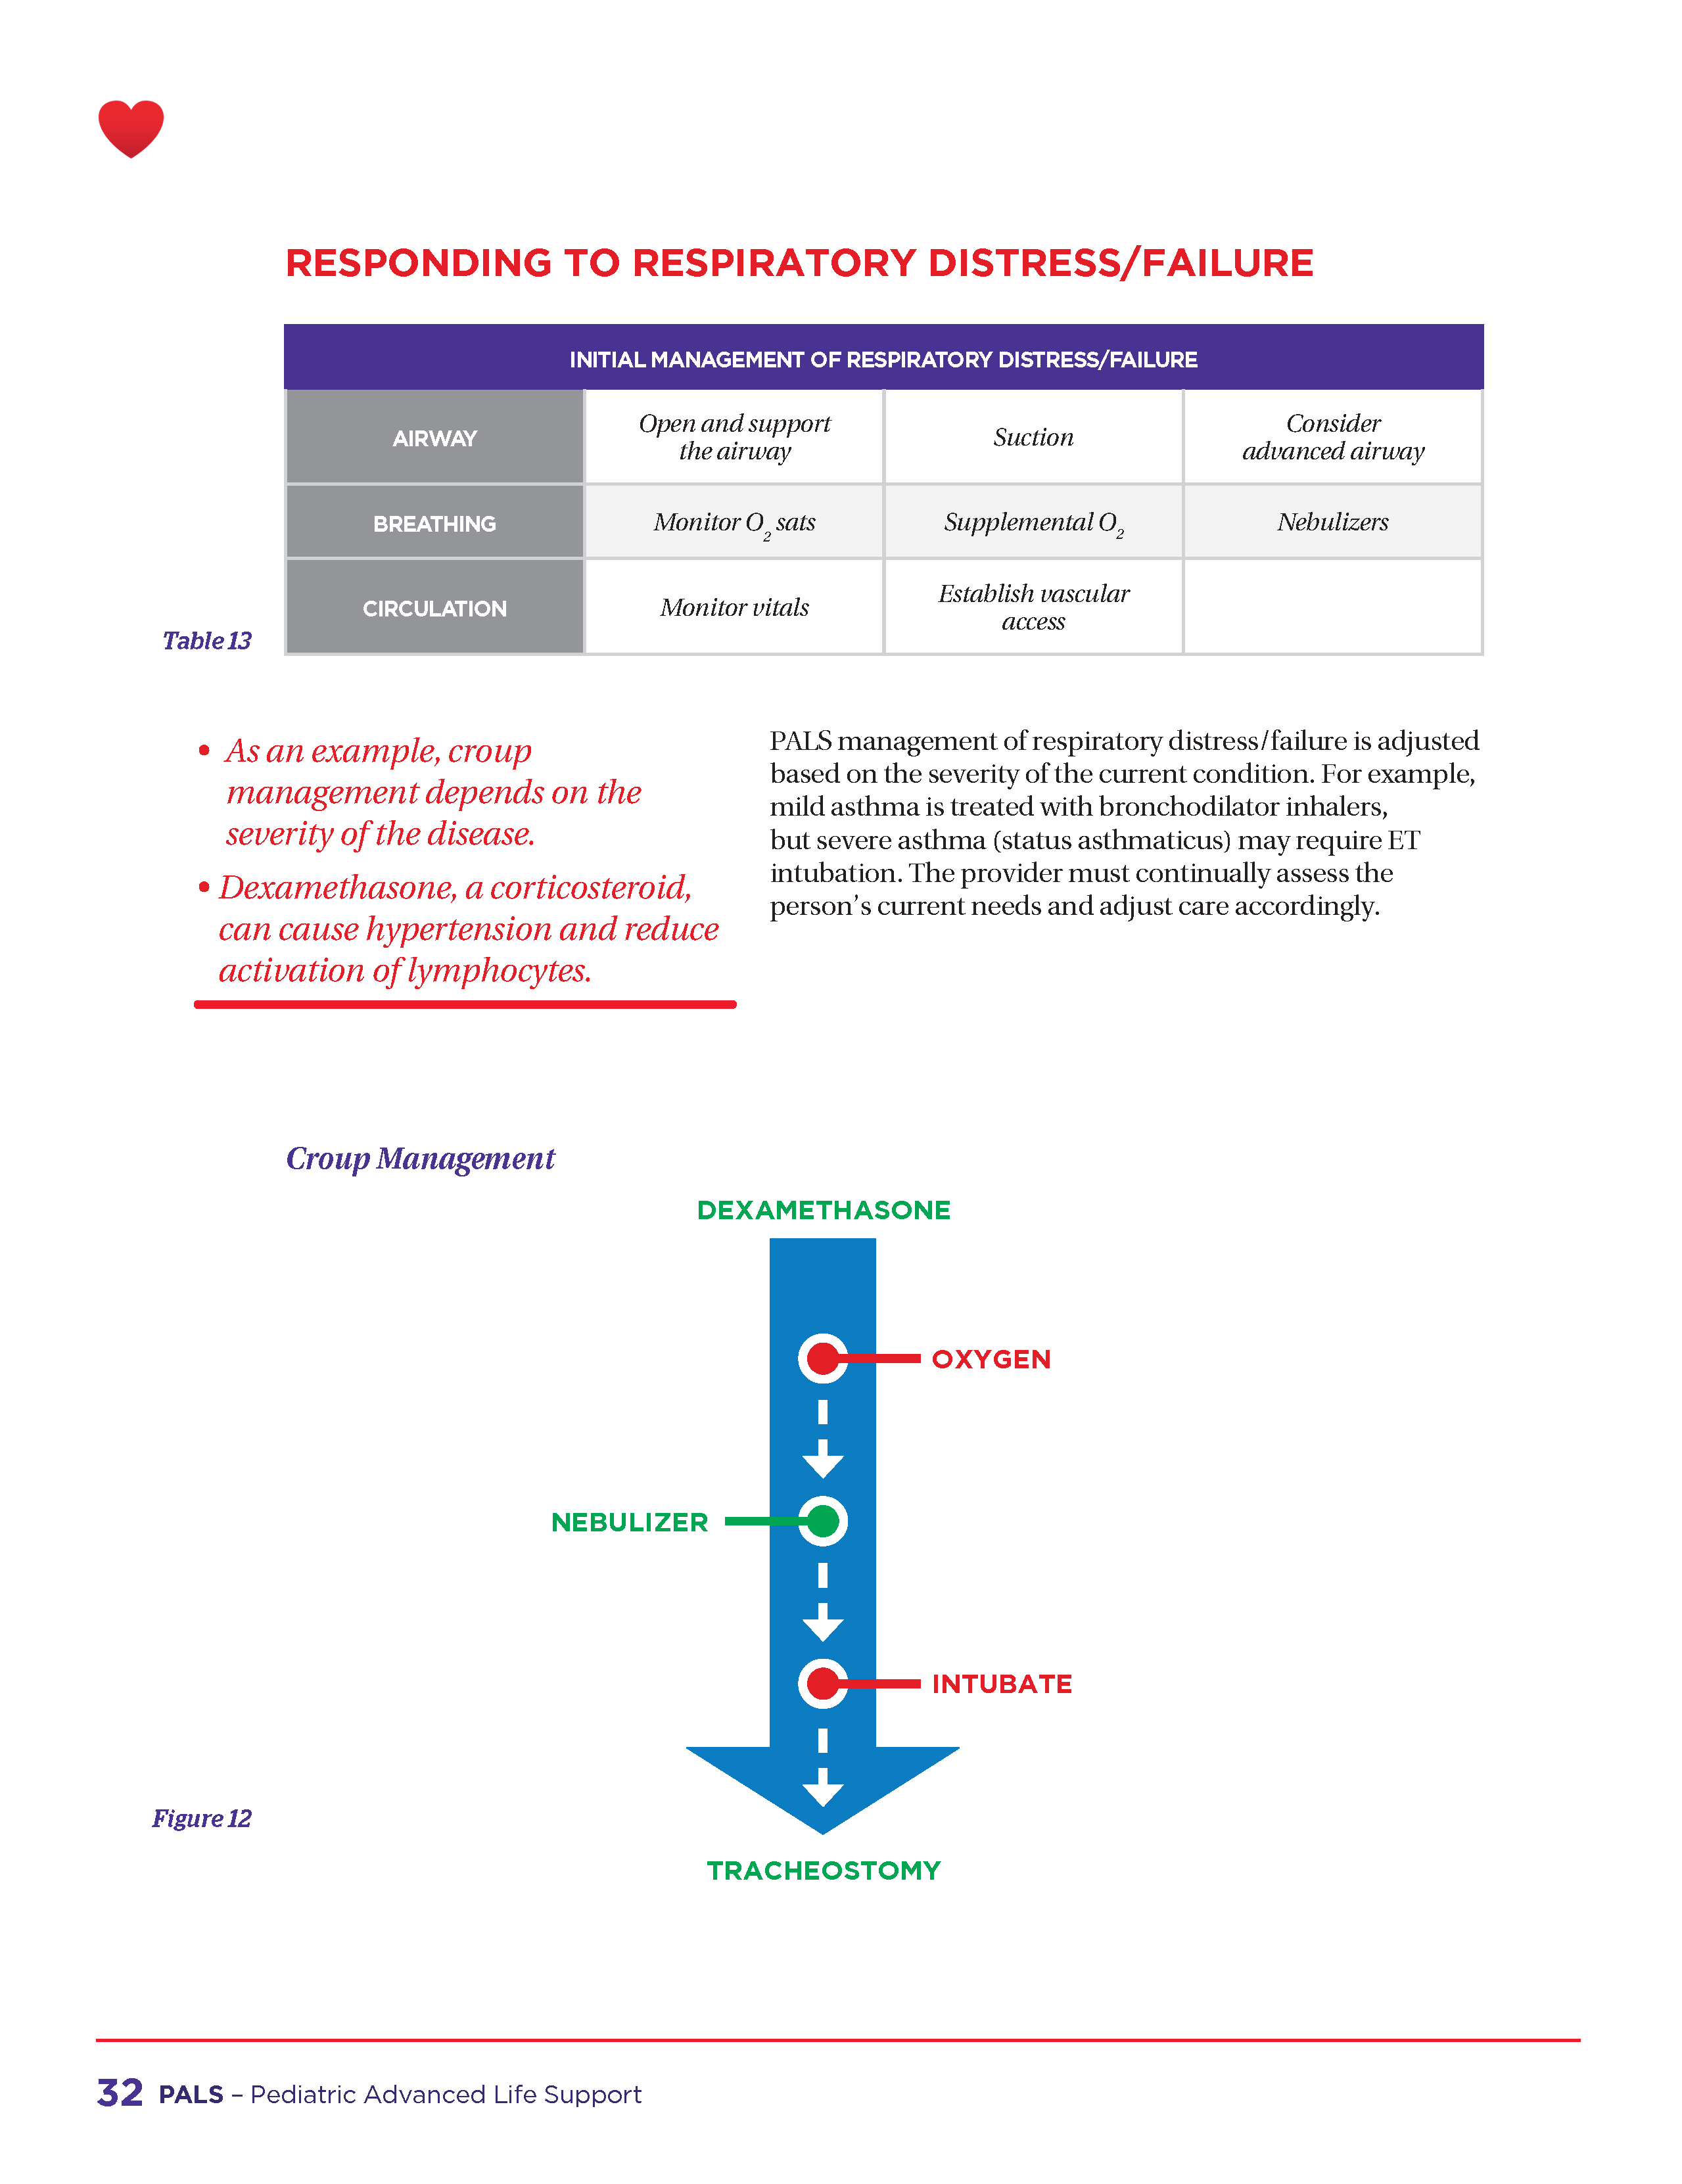 RESPONDING TO RESPIRATORY DISTRESS/FAILURE
INITIAL MANAGEMENT OF RESPIRATORY DISTRESS/FAILURE
AIRWAY
Open and support
the airway
Suction
Consider
advanced airway
BREATHING
Monitor O2 sats
Supplemental O2
Nebulizers
CIRCULATION
Monitor vitals
Establish vascular
access
Table 13
• As an example, croup
management depends on the
severity of the disease.
• Dexamethasone, a corticosteroid,
can cause hypertension and reduce
activation of lymphocytes.
PALS management of respiratory distress/failure is adjusted
based on the severity of the current condition. For example,
mild asthma is treated with bronchodilator inhalers,
but severe asthma (status asthmaticus) may require ET
intubation. The provider must continually assess the
person’s current needs and adjust care accordingly.
Croup Management
DEXAMETHASONE
OXYGEN
NEBULIZER
INTUBATE
Figure 12
TRACHEOSTOMY
32 PALS – Pediatric Advanced Life Support